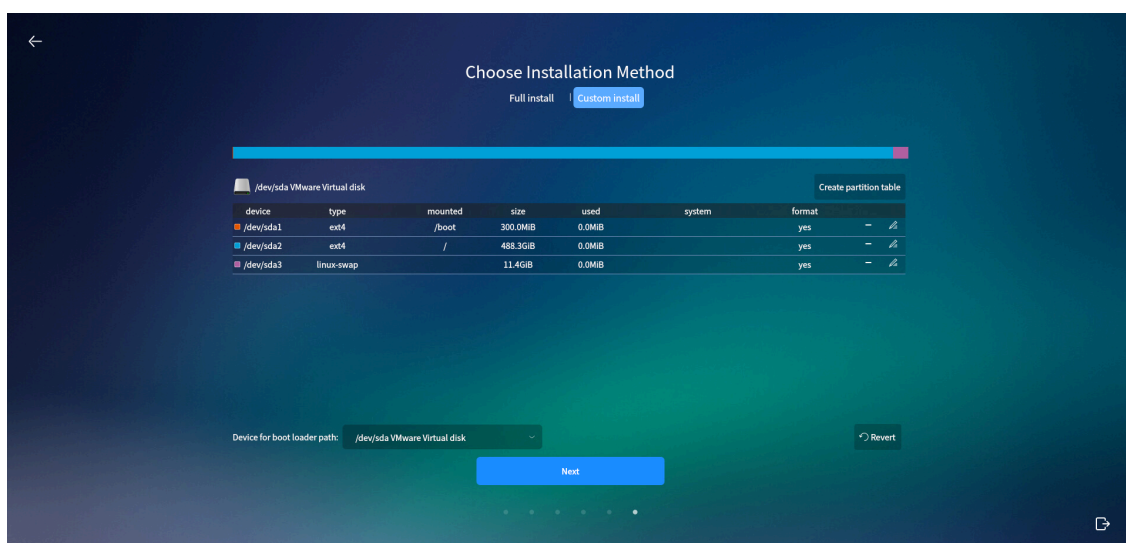 Choose Installation Method
Full install | Custom install
/dev/sda VMware Virtual disk Create partition table
device type mounted size used system format
/dev/sda1 ext4 /boot 300.0MiB 0.0MiB yes
/dev/sda2 ext4 / 488.3GiB 0.0MiB yes
/dev/sda3 linux-swap 11.4GiB 0.0MiB yes
Device for boot loader path: /dev/sda VMware Virtual disk Revert
Next